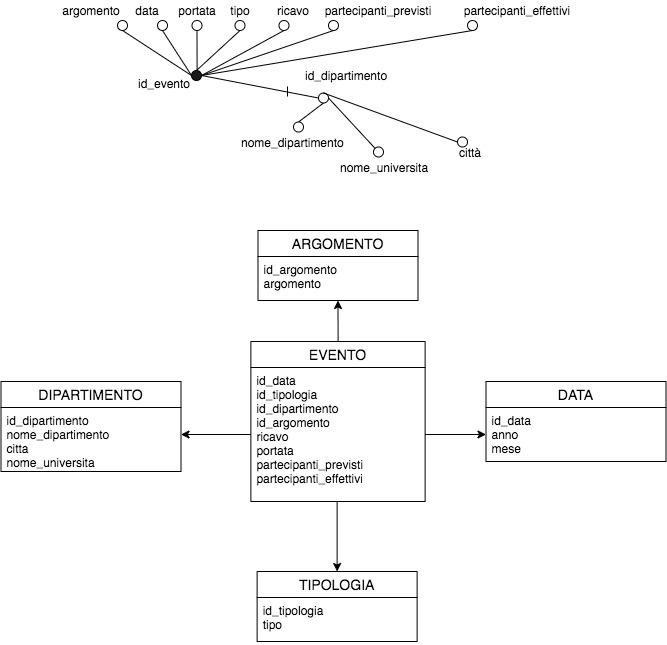 argomento data portata tipo ricavo partecipanti_previsti partecipanti_effettivi
id_evento
id_dipartimento
nome_dipartimento
nome_universita
città
ARGOMENTO
id_argomento
argomento
EVENTO
id_data
id_tipologia
id_dipartimento
id_argomento
ricavo
portata
partecipanti_previsti
partecipanti_effettivi
DIPARTIMENTO
id_dipartimento
nome_dipartimento
citta
nome_universita
DATA
id_data
anno
mese
TIPOLOGIA
id_tipologia
tipo